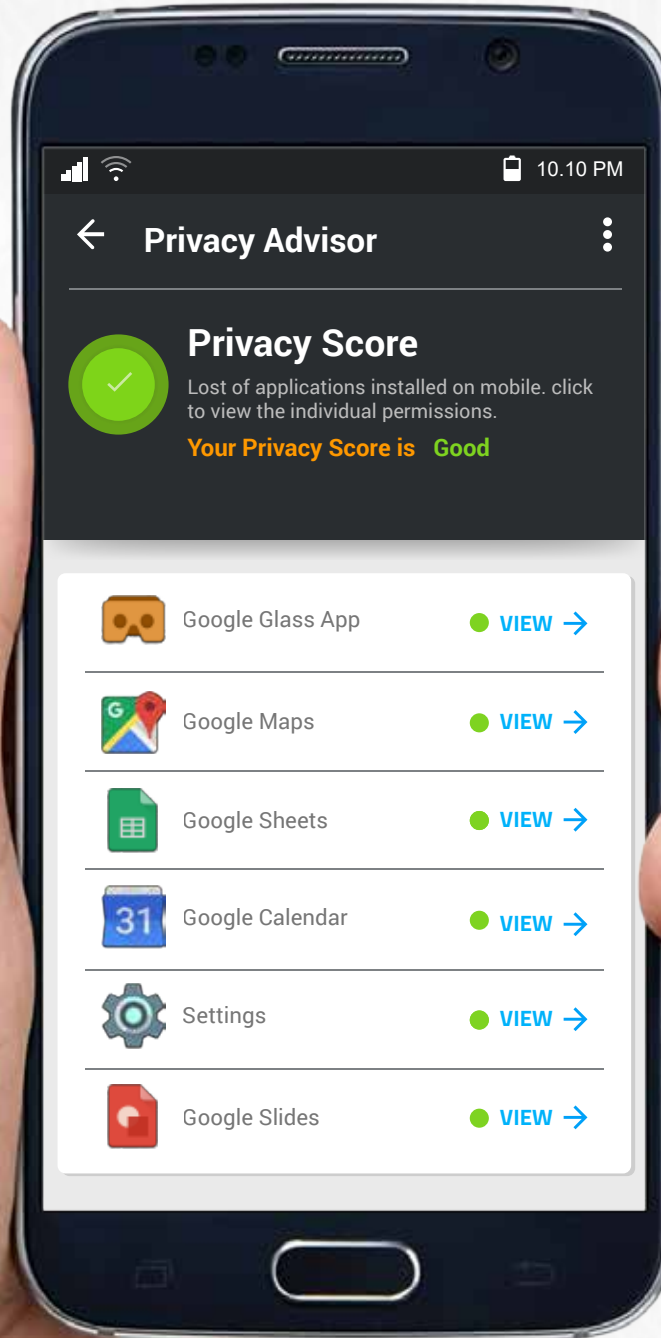 10.10 PM
Privacy Advisor
Privacy Score
Lost of applications installed on mobile. click
to view the individual permissions.
Your Privacy Score is Good
Google Glass App VIEW
G
Google Maps VIEW
Google Sheets VIEW
31
Google Calendar VIEW
Settings VIEW
Google Slides VIEW